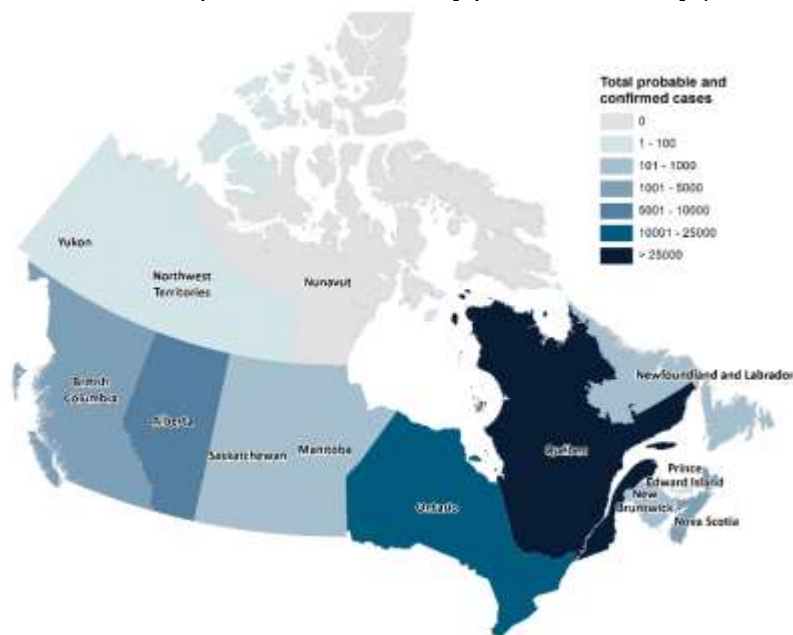 Total probable and
confirmed cases
0
1 - 100
101 - 1000
1001 - 5000
5001 - 10000
10001 - 25000
> 25000
Yukon
Northwest
Territories
Nunavut
British
Columbia
Alberta
Saskatchewan
Manitoba
Ontario
Québec
Newfoundland and Labrador
Prince
Edward Island
New
Brunswick
Nova Scotia